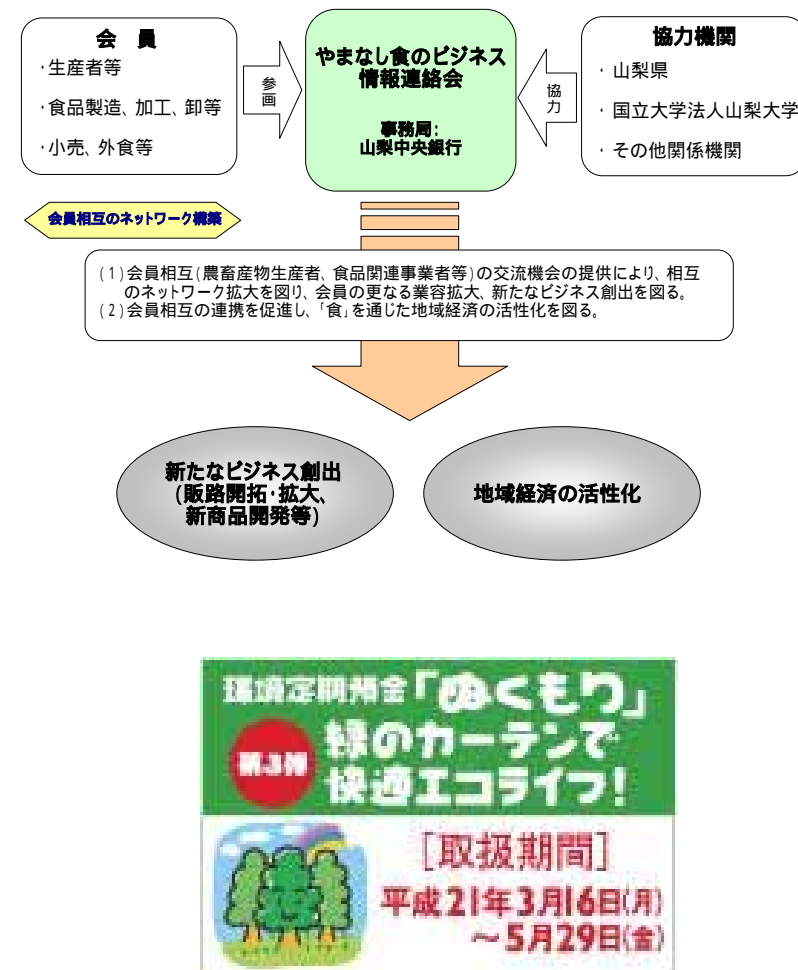 会 員
・生産者等
・食品製造、加工、卸等
・小売、外食等
参画
やまなし食のビジネス
情報連絡会
事務局：
山梨中央銀行
協力
協力機関
・山梨県
・国立大学法人山梨大学
・その他関係機関
会員相互のネットワーク構築
(1)会員相互(農畜産物生産者、食品関連事業者等)の交流機会の提供により、相互
のネットワーク拡大を図り、会員の更なる業容拡大、新たなビジネス創出を図る。
(2)会員相互の連携を促進し、「食」を通じた地域経済の活性化を図る。
新たなビジネス創出
(販路開拓・拡大、
新商品開発等)
地域経済の活性化
環境定期預金「ぬくもり」
第3弾
緑のカーテンで
快適エコライフ!
[取扱期間]
平成21年3月16日(月)
～5月29日(金)